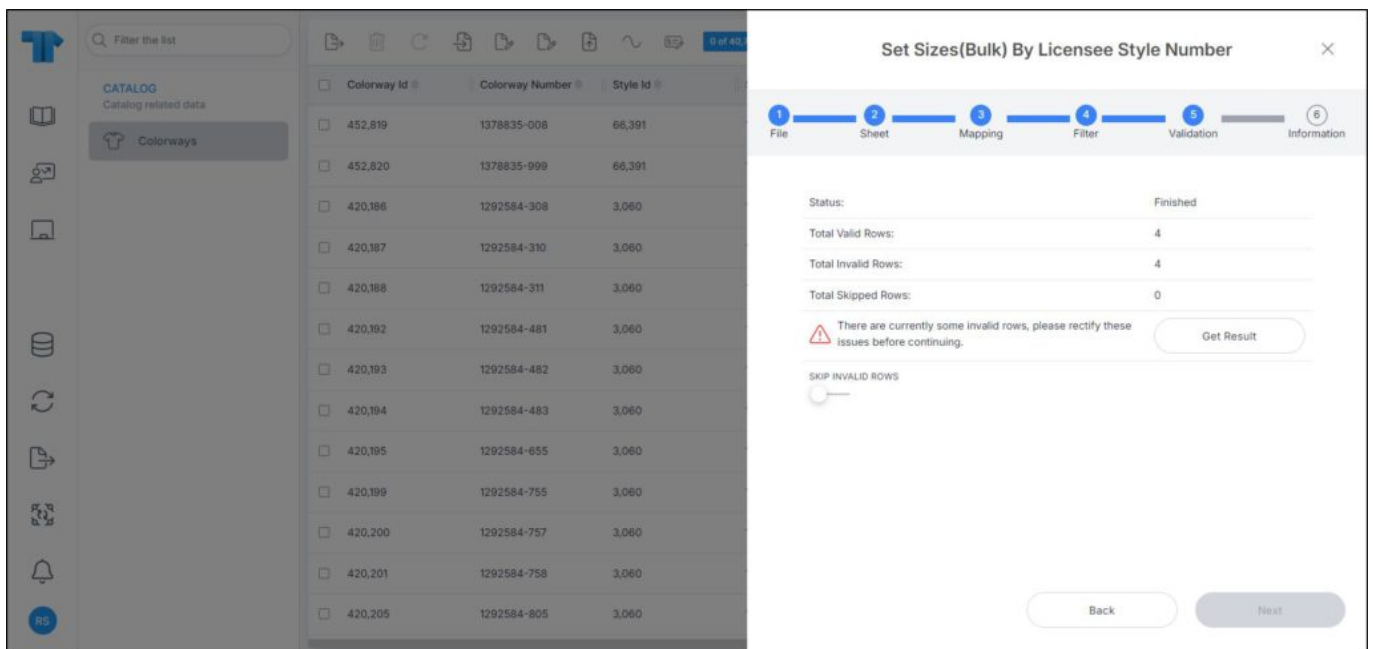 Filter the list
CATALOG
Catalog related data
Colorways
0 of 40,
Colorway Id
Colorway Number
Style Id
452,819
1378835-008
66,391
452,820
1378835-999
66,391
420,186
1292584-308
3,060
420,187
1292584-310
3,060
420,188
1292584-311
3,060
420,192
1292584-481
3,060
420,193
1292584-482
3,060
420,194
1292584-483
3,060
420,195
1292584-655
3,060
420,199
1292584-755
3,060
420,200
1292584-757
3,060
420,201
1292584-758
3,060
420,205
1292584-805
3,060
RS
Set Sizes(Bulk) By Licensee Style Number
1
File
2
Sheet
3
Mapping
4
Filter
5
Validation
6
Information
Status:
Finished
Total Valid Rows:
4
Total Invalid Rows:
4
Total Skipped Rows:
0
There are currently some invalid rows, please rectify these
issues before continuing.
Get Result
SKIP INVALID ROWS
Back
Next